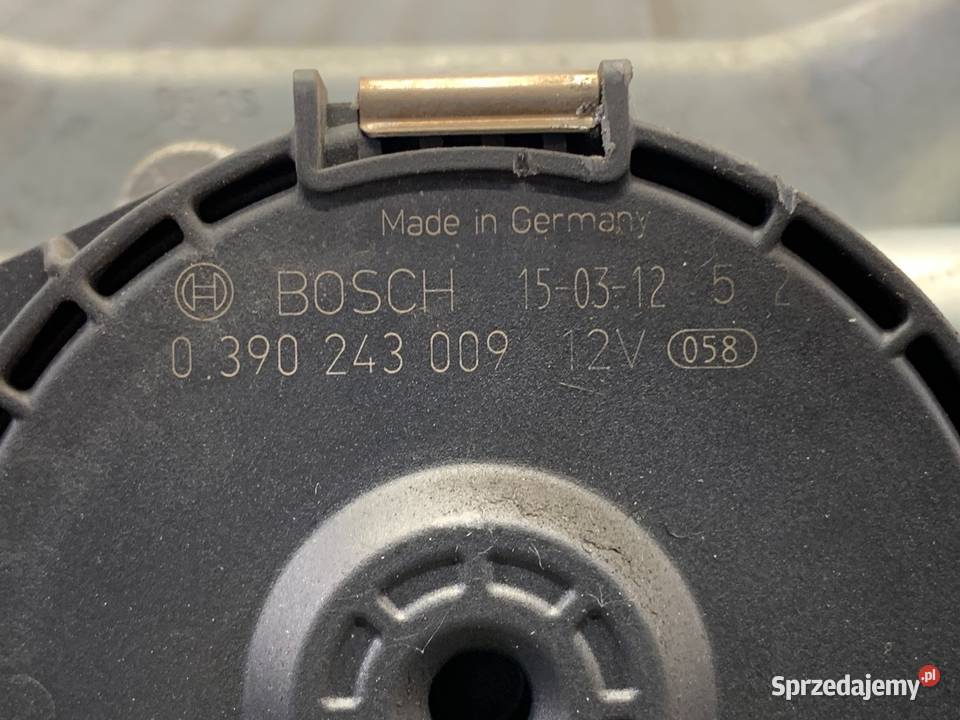 Made in Germany
BOSCH 15-03-12 5 2
0 390 243 009 12V 058
Sprzedajemy.pl